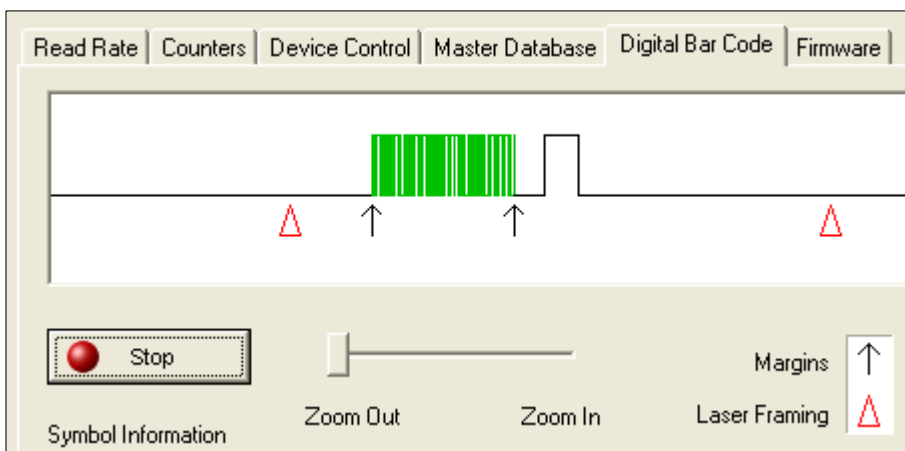 Read Rate Counters Device Control Master Database Digital Bar Code Firmware
Stop
Margins
Zoom Out Zoom In Laser Framing
Symbol Information